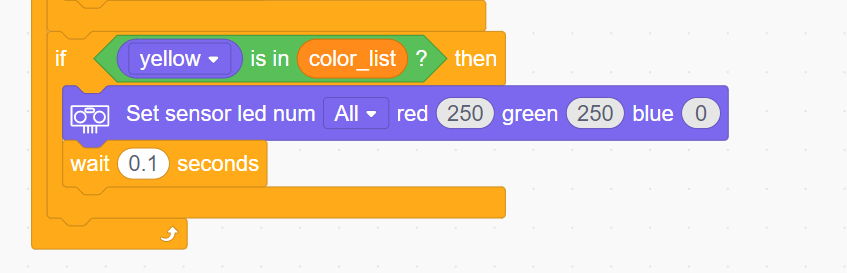 if yellow is in color_list ? then
Set sensor led num All red 250 green 250 blue 0
wait 0.1 seconds